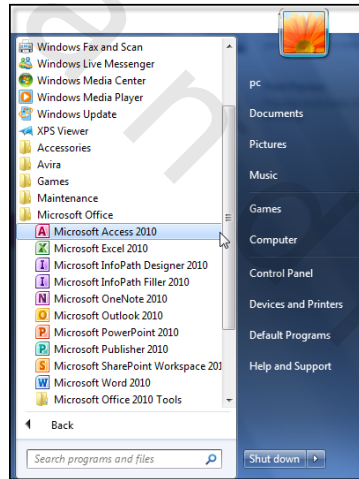 Windows Fax and Scan
Windows Live Messenger
Windows Media Center
Windows Media Player
Windows Update
XPS Viewer
Accessories
Avira
Games
Maintenance
Microsoft Office
Microsoft Access 2010
Microsoft Excel 2010
Microsoft InfoPath Designer 2010
Microsoft InfoPath Filler 2010
Microsoft OneNote 2010
Microsoft Outlook 2010
Microsoft PowerPoint 2010
Microsoft Publisher 2010
Microsoft SharePoint Workspace 201
Microsoft Word 2010
Microsoft Office 2010 Tools
Back
Search programs and files
pc
Documents
Pictures
Music
Games
Computer
Control Panel
Devices and Printers
Default Programs
Help and Support
Shut down